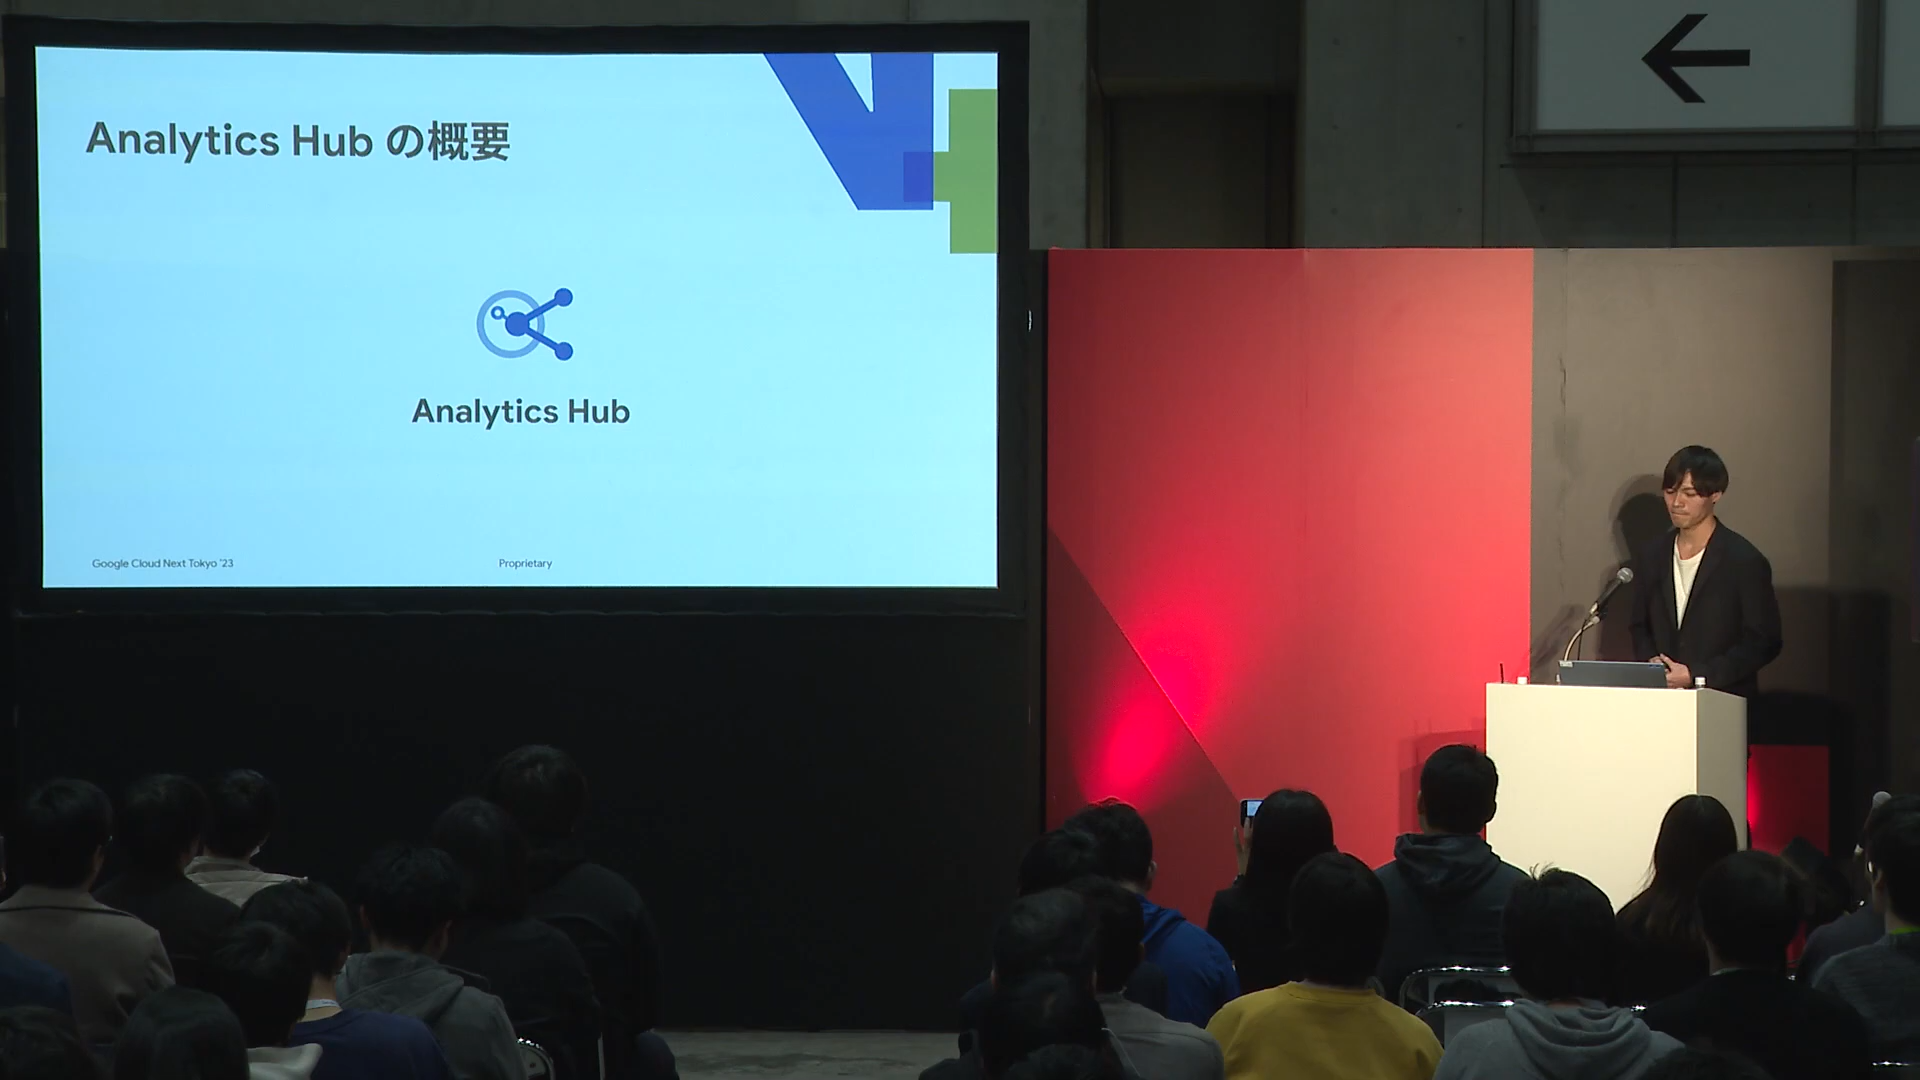 Analytics Hub の概要
Analytics Hub
Google Cloud Next Tokyo '23
Proprietary